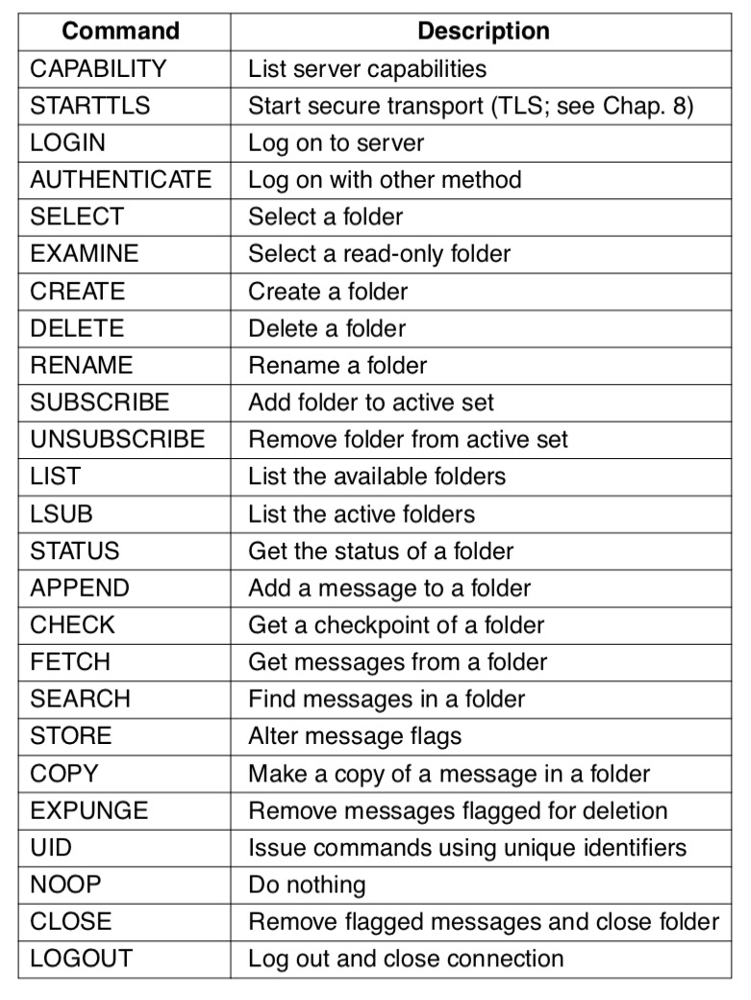 Command Description
CAPABILITY List server capabilities
STARTTLS Start secure transport (TLS; see Chap. 8)
LOGIN Log on to server
AUTHENTICATE Log on with other method
SELECT Select a folder
EXAMINE Select a read-only folder
CREATE Create a folder
DELETE Delete a folder
RENAME Rename a folder
SUBSCRIBE Add folder to active set
UNSUBSCRIBE Remove folder from active set
LIST List the available folders
LSUB List the active folders
STATUS Get the status of a folder
APPEND Add a message to a folder
CHECK Get a checkpoint of a folder
FETCH Get messages from a folder
SEARCH Find messages in a folder
STORE Alter message flags
COPY Make a copy of a message in a folder
EXPUNGE Remove messages flagged for deletion
UID Issue commands using unique identifiers
NOOP Do nothing
CLOSE Remove flagged messages and close folder
LOGOUT Log out and close connection